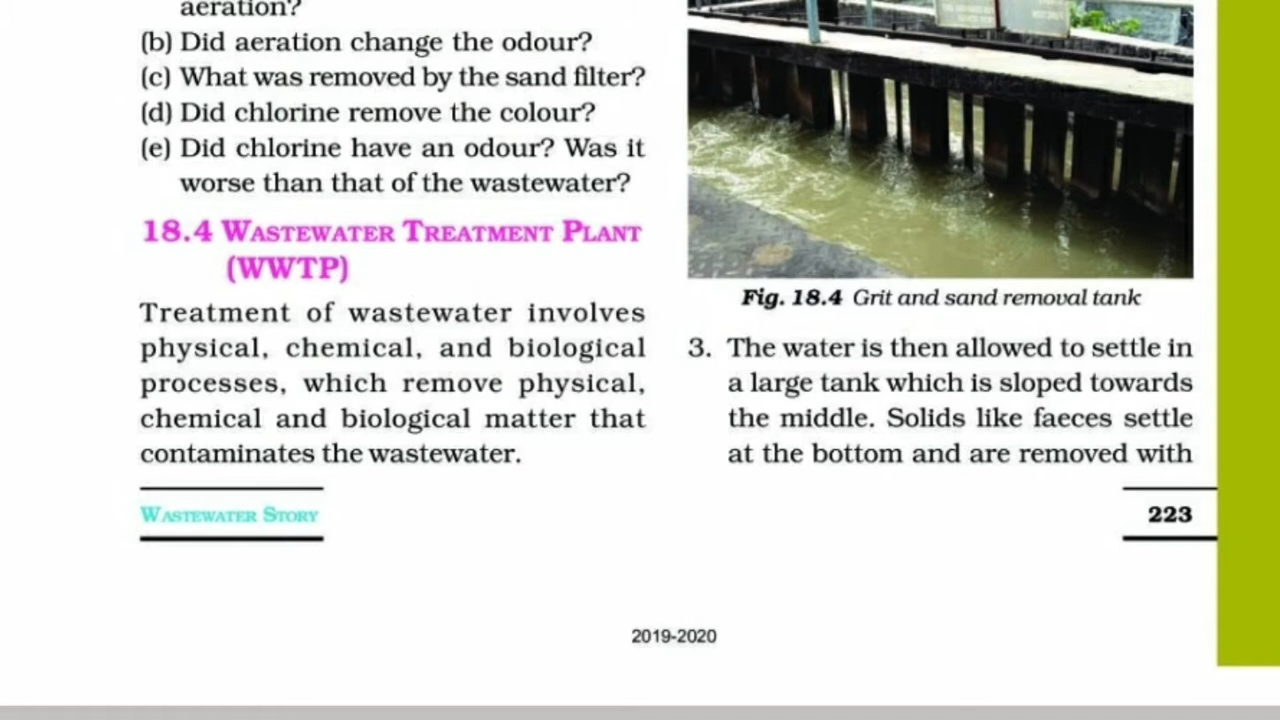 aeration?
(b) Did aeration change the odour?
(c) What was removed by the sand filter?
(d) Did chlorine remove the colour?
(e) Did chlorine have an odour? Was it
worse than that of the wastewater?
18.4 WASTEWATER TREATMENT PLANT
(WWTP)
Treatment of wastewater involves
physical, chemical, and biological
processes, which remove physical,
chemical and biological matter that
contaminates the wastewater.
Fig. 18.4 Grit and sand removal tank
3. The water is then allowed to settle in
a large tank which is sloped towards
the middle. Solids like faeces settle
at the bottom and are removed with
WASTEWATER STORY
223
2019-2020